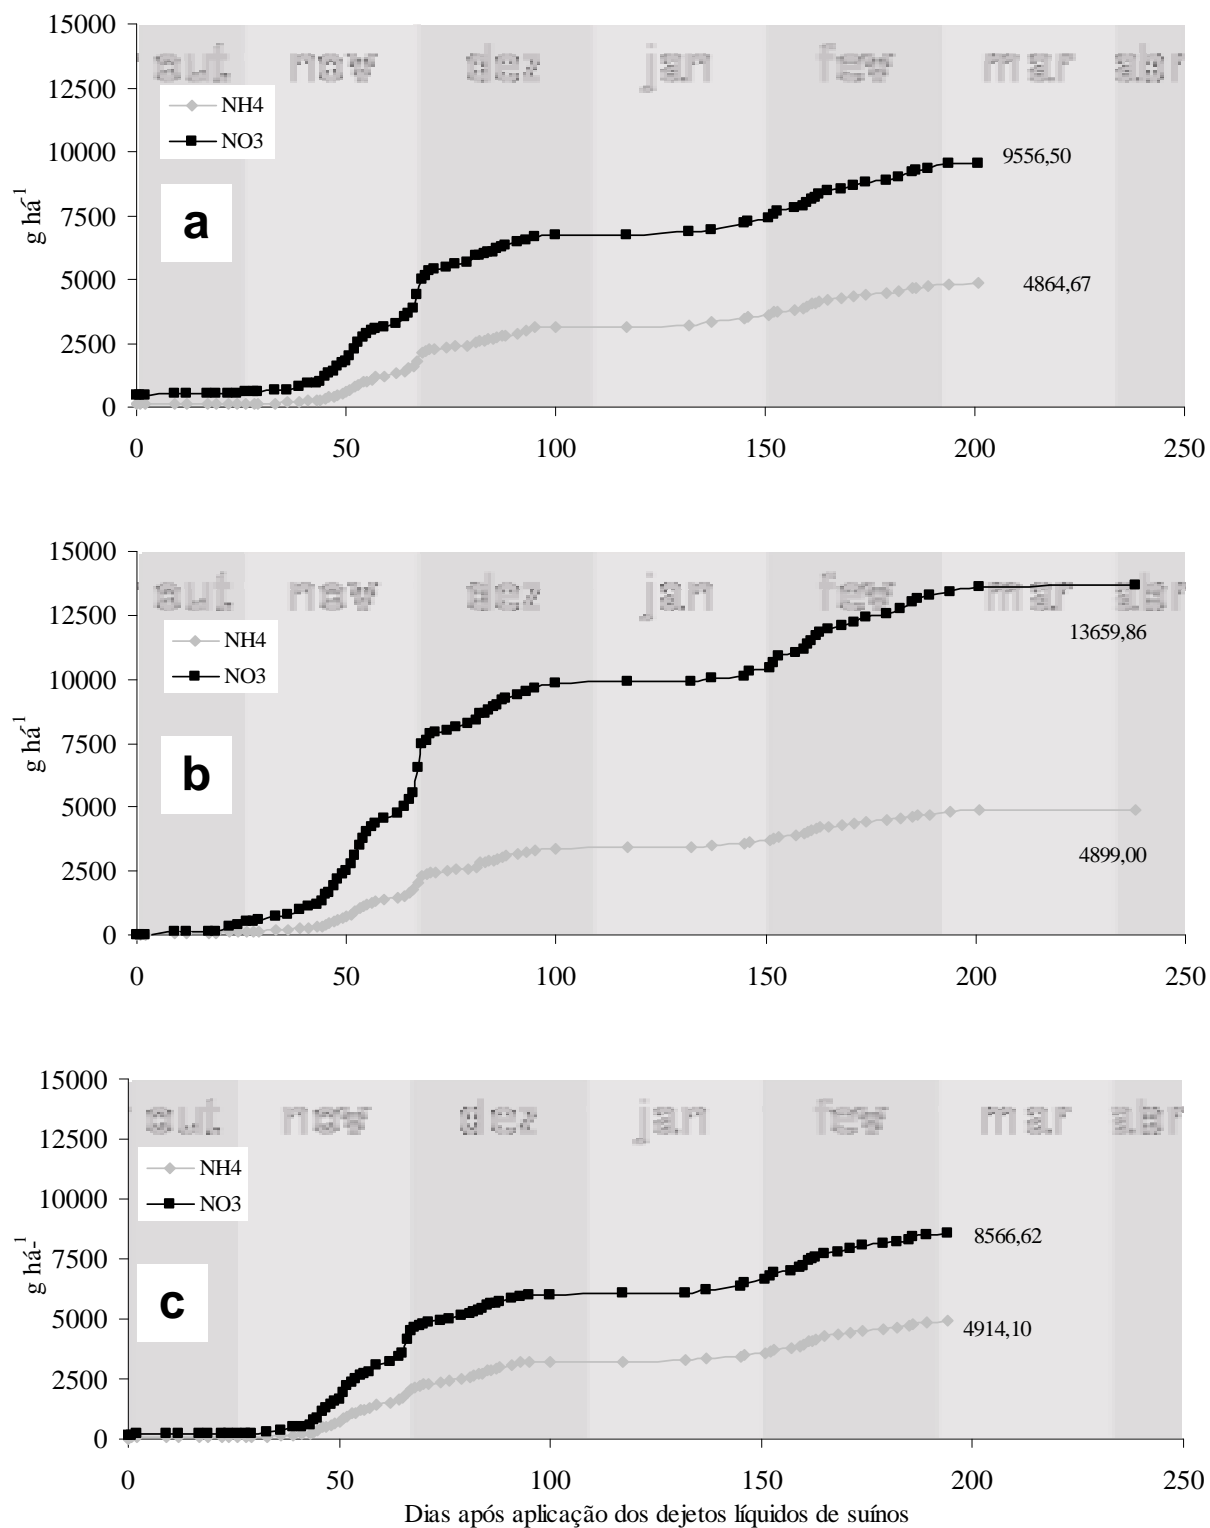 15000
out nov dez jan fev mar abr
12500
NH4
NO3
10000
9556,50
a
g há-1
7500
5000
4864,67
2500
0
0 50 100 150 200 250
15000
out nov dez jan fev mar abr
12500
NH4
13659,86
NO3
10000
g há-1
7500
b
5000
4899,00
2500
0
0 50 100 150 200 250
15000
out nov dez jan fev mar abr
12500
NH4
NO3
10000
8566,62
g há-1
7500
c
5000
4914,10
2500
0
0 50 100 150 200 250
Dias após aplicação dos dejetos líquidos de suínos